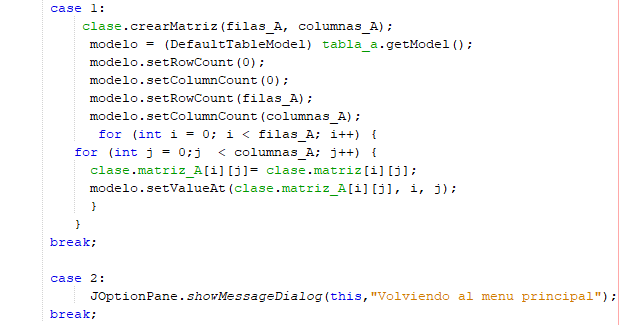 case 1:
clase.crearMatriz(filas_A, columnas_A);
modelo = (DefaultTableModel) tabla_a.getModel();
modelo.setRowCount(0);
modelo.setColumnCount(0);
modelo.setRowCount(filas_A);
modelo.setColumnCount(columnas_A);
for (int i = 0; i < filas_A; i++) {
for (int j = 0;j  < columnas_A; j++) {
clase.matriz_A[i][j]= clase.matriz[i][j];
modelo.setValueAt(clase.matriz_A[i][j], i, j);
}
}
break;
case 2:
JOptionPane.showMessageDialog(this,"Volviendo al menu principal");
break;